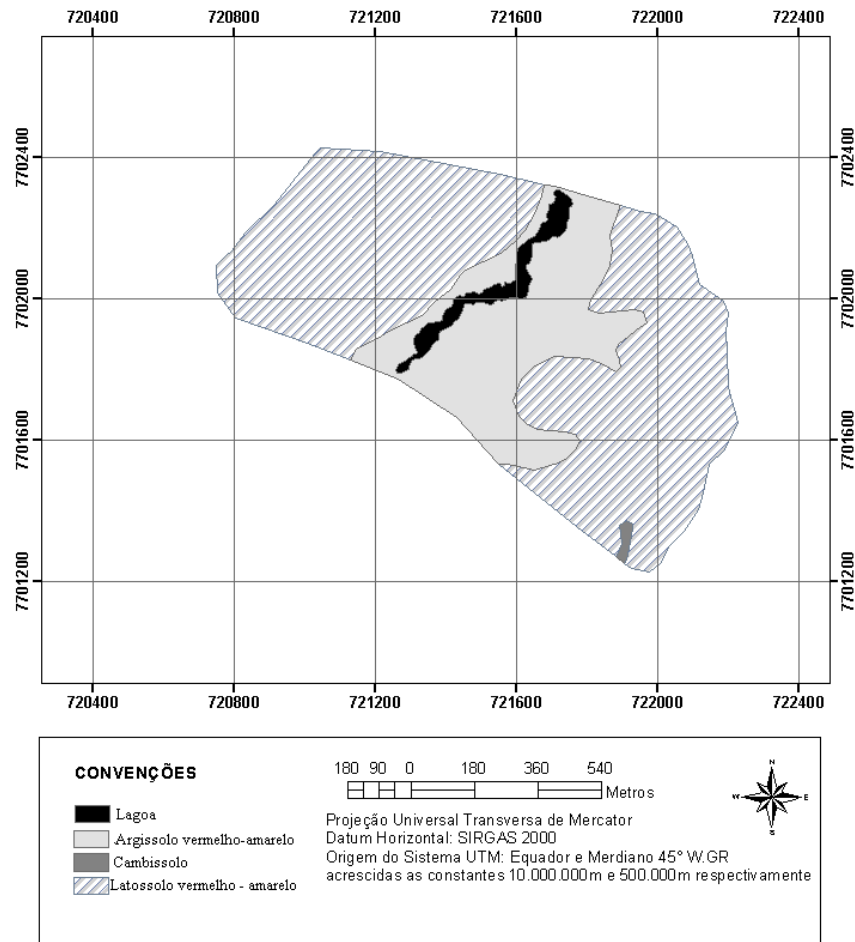 720400 720800 721200 721600 722000 722400
7702400 7702400
7702000 7702000
7701600 7701600
7701200 7701200
720400 720800 721200 721600 722000 722400
CONVENÇÕES
Lagoa
Argissolo vermelho-amarelo
Cambissolo
Latossolo vermelho - amarelo
180 90 0 180 360 540
Metros
Projeção Universal Transversa de Mercator
Datum Horizontal: SIRGAS 2000
Origem do Sistema UTM: Equador e Merdiano 45° W.GR
acrescidas as constantes 10.000.000m e 500.000m respectivamente
N
W E
S